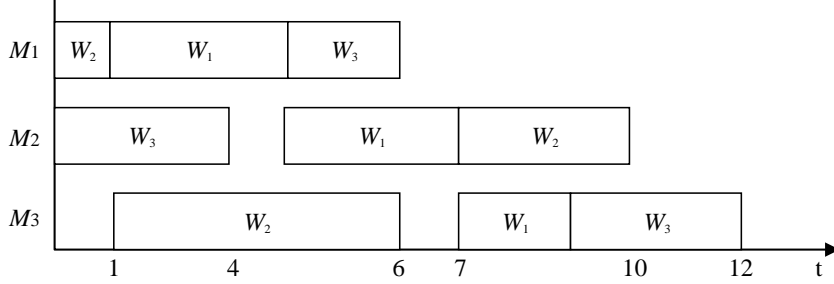 M1 W₂ W₁ W₃
M2 W₃ W₁ W₂
M3 W₂ W₁ W₃
1 4 6 7 10 12 t